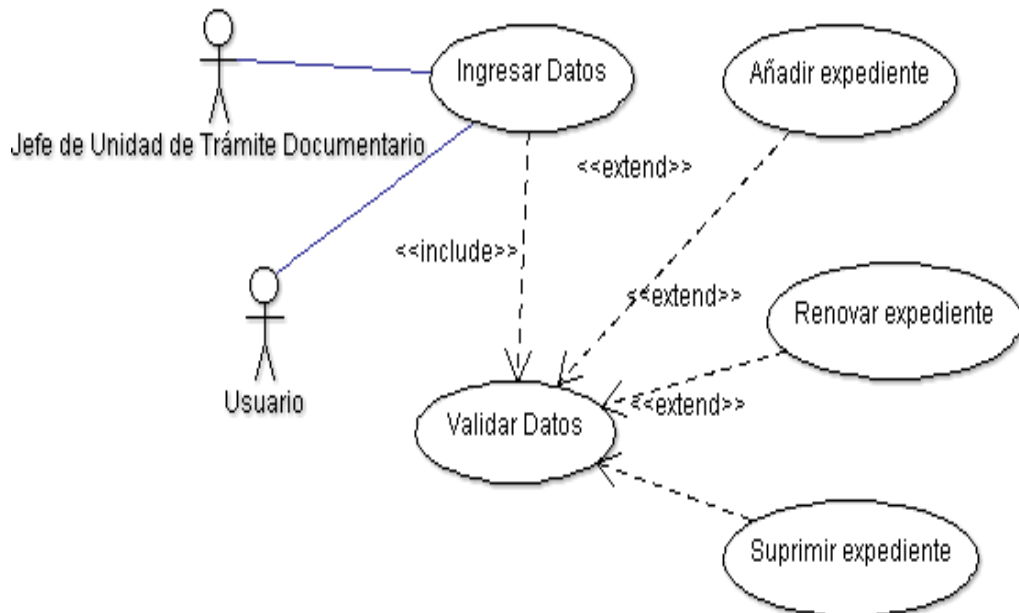 Ingresar Datos
Añadir expediente
Jefe de Unidad de Trámite Documentario
<<extend>>
<<include>>
<<extend>>
Renovar expediente
Usuario
<<extend>>
Validar Datos
Suprimir expediente